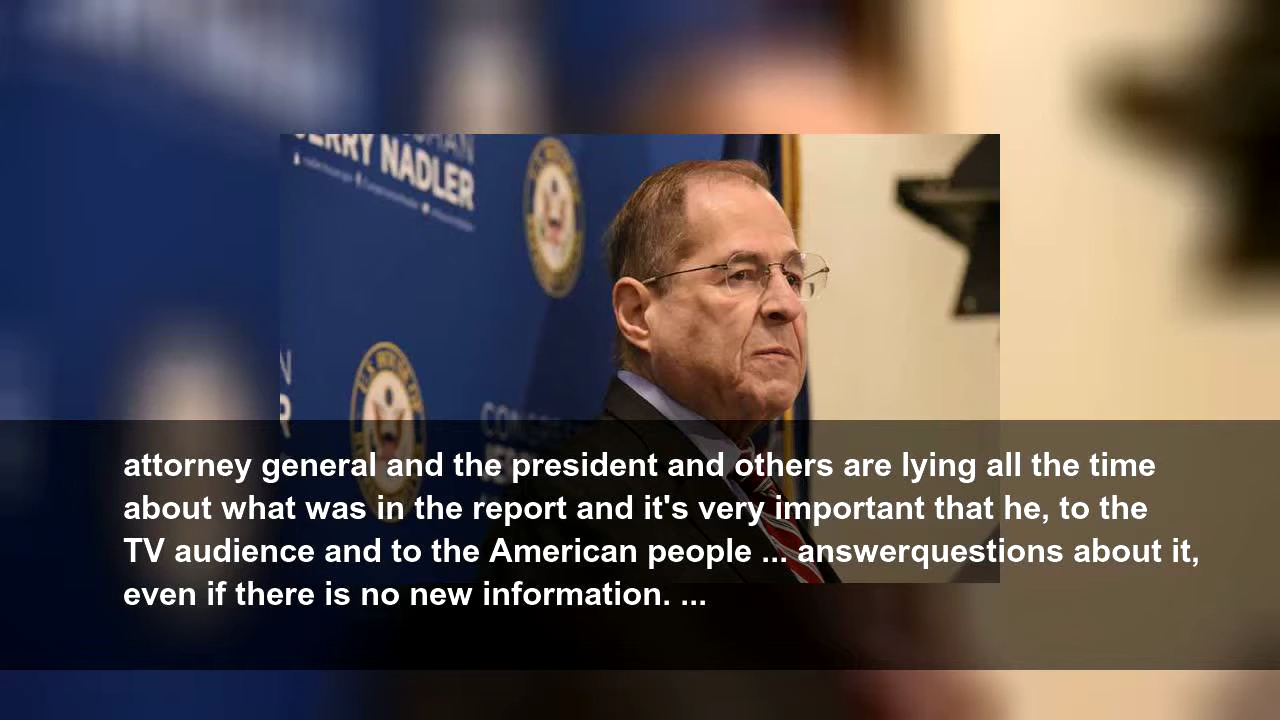 JERRY NADLER
attorney general and the president and others are lying all the time
about what was in the report and it's very important that he, to the
TV audience and to the American people ... answerquestions about it,
even if there is no new information. ...